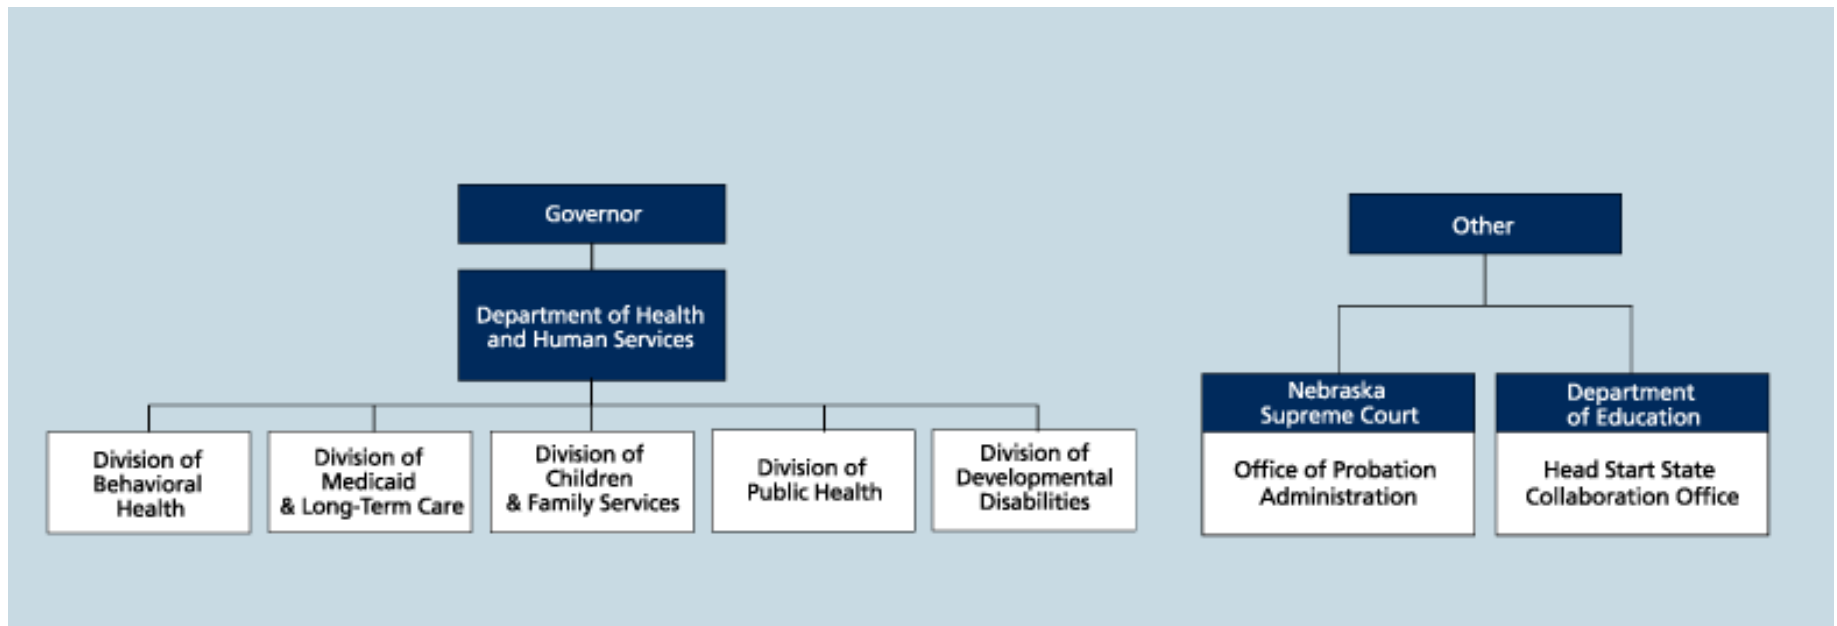 Governor
Department of Health
and Human Services
Division of
Behavioral
Health
Division of
Medicaid
& Long-Term Care
Division of
Children
& Family Services
Division of
Public Health
Division of
Developmental
Disabilities
Other
Nebraska
Supreme Court
Office of Probation
Administration
Department
of Education
Head Start State
Collaboration Office